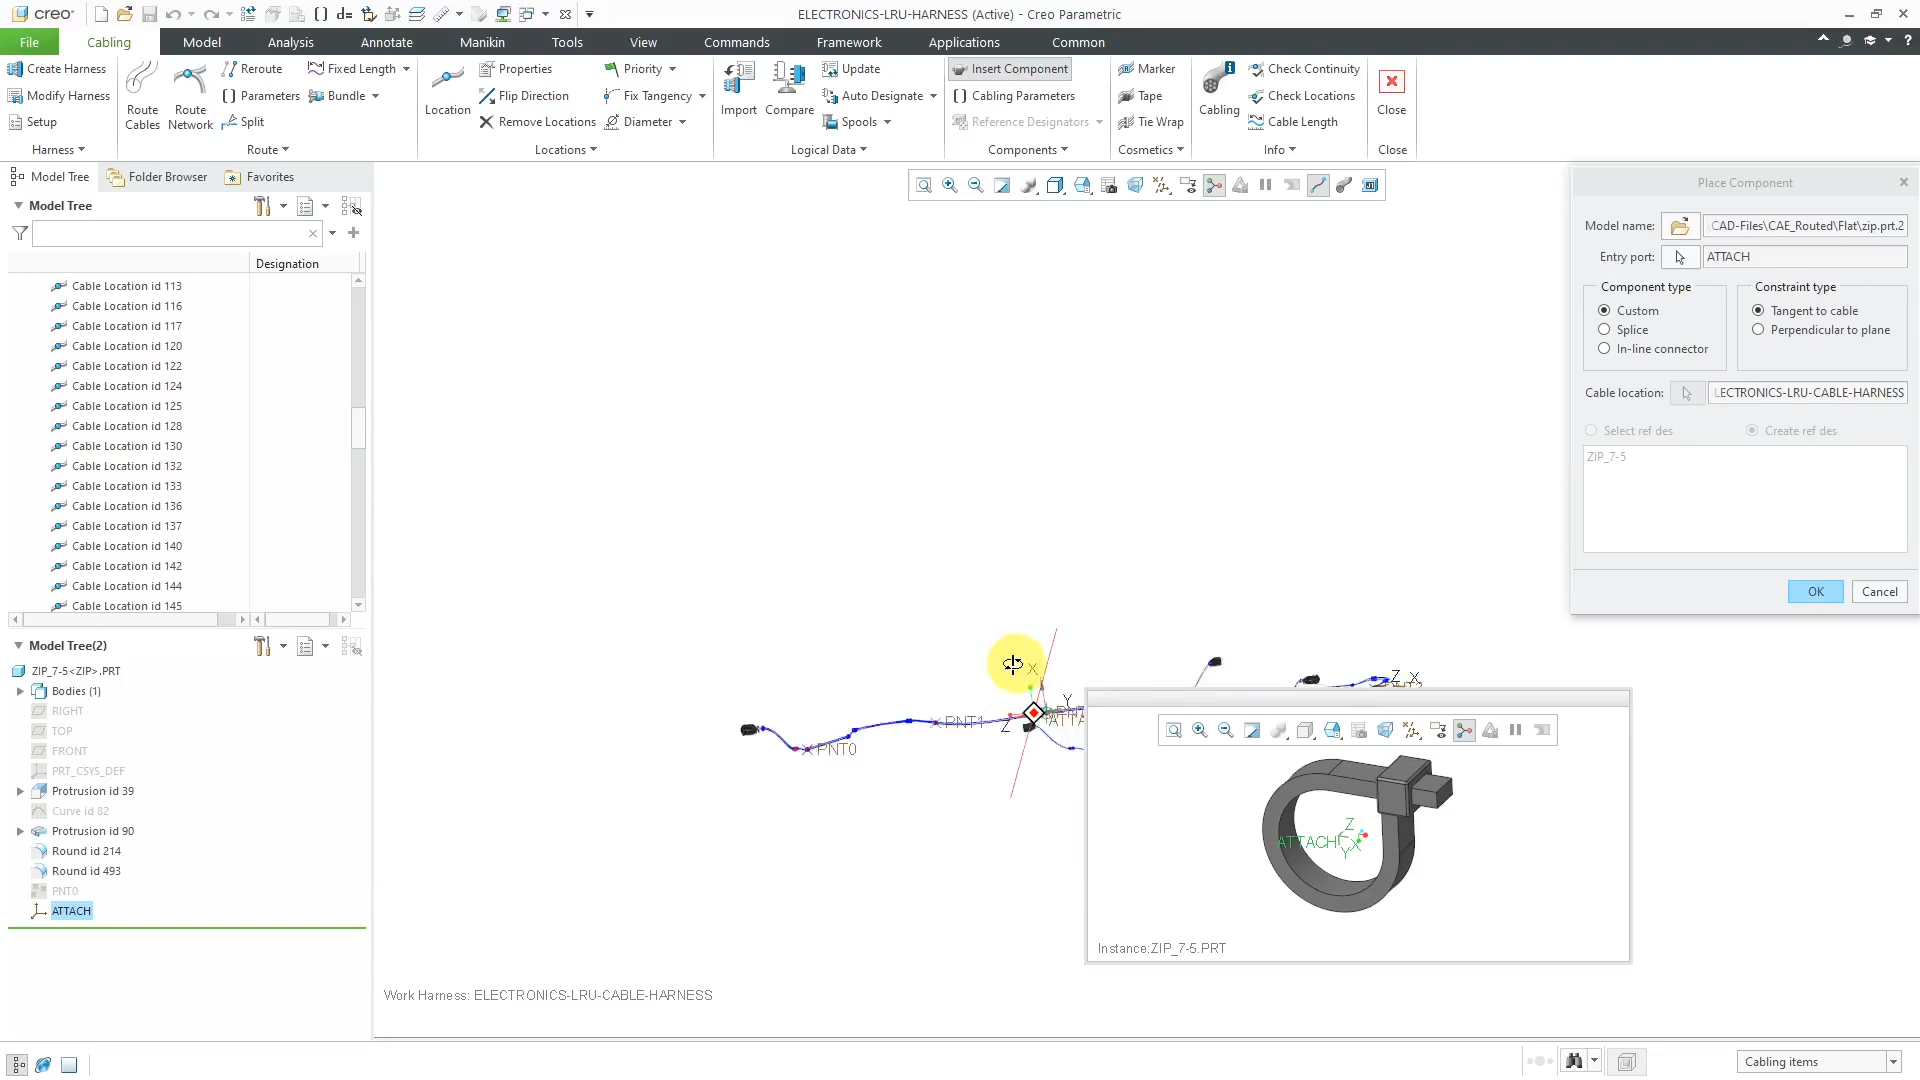 creo
ELECTRONICS-LRU-HARNESS (Active) - Creo Parametric
File Cabling Model Analysis Annotate Manikin Tools View Commands Framework Applications Common
Create Harness
Modify Harness
Setup
Harness
Route Cables
Route Network
Reroute
Parameters
Split
Fixed Length
Bundle
Route
Location
Properties
Flip Direction
Remove Locations
Priority
Fix Tangency
Diameter
Locations
Import
Compare
Update
Auto Designate
Spools
Logical Data
Insert Component
Cabling Parameters
Reference Designators
Components
Marker
Tape
Tie Wrap
Cosmetics
Cabling
Check Continuity
Check Locations
Cable Length
Info
Close
Close
Model Tree Folder Browser Favorites
Model Tree
Designation
Cable Location id 113
Cable Location id 116
Cable Location id 117
Cable Location id 120
Cable Location id 122
Cable Location id 124
Cable Location id 125
Cable Location id 128
Cable Location id 130
Cable Location id 132
Cable Location id 133
Cable Location id 136
Cable Location id 137
Cable Location id 140
Cable Location id 142
Cable Location id 144
Cable Location id 145
Model Tree(2)
ZIP_7-5<ZIP>.PRT
Bodies (1)
RIGHT
TOP
FRONT
PRT_CSYS_DEF
Protrusion id 39
Curve id 82
Protrusion id 90
Round id 214
Round id 493
PNT0
ATTACH
Place Component
Model name: CAD-Files\CAE_Routed\Flat\zip.prt.2
Entry port: ATTACH
Component type
Custom
Splice
In-line connector
Constraint type
Tangent to cable
Perpendicular to plane
Cable location: LECTRONICS-LRU-CABLE-HARNESS
Select ref des Create ref des
ZIP_7-5
OK Cancel
X
Y
Z
PNT1
PNT0
Z X
ATTACH
Z
X
Y
Instance:ZIP_7-5.PRT
Work Harness: ELECTRONICS-LRU-CABLE-HARNESS
Cabling items